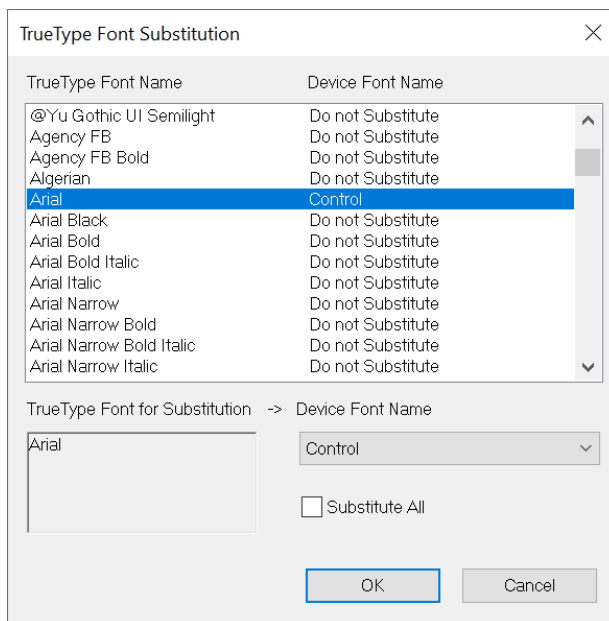 TrueType Font Substitution
TrueType Font Name Device Font Name
@Yu Gothic UI Semilight Do not Substitute
Agency FB Do not Substitute
Agency FB Bold Do not Substitute
Algerian Do not Substitute
Arial Control
Arial Black Do not Substitute
Arial Bold Do not Substitute
Arial Bold Italic Do not Substitute
Arial Italic Do not Substitute
Arial Narrow Do not Substitute
Arial Narrow Bold Do not Substitute
Arial Narrow Bold Italic Do not Substitute
Arial Narrow Italic Do not Substitute
TrueType Font for Substitution -> Device Font Name
Arial
Control
Substitute All
OK Cancel